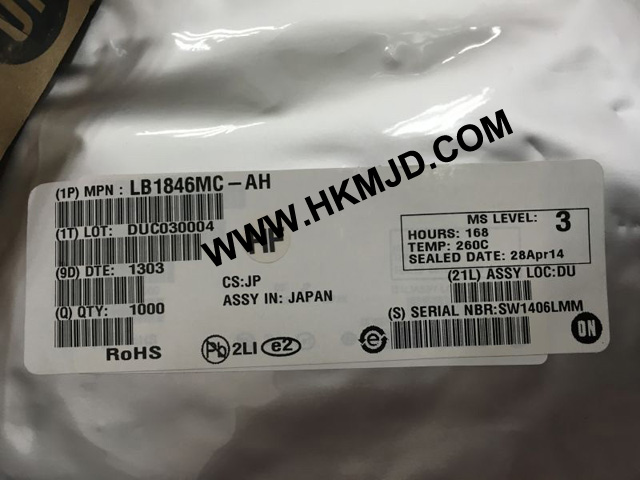 WWW.HKMJD.COM
(1P) MPN : LB1846MC-AH
(1T) LOT: DUC030004
(9D) DTE: 1303
(Q) QTY: 1000
RoHS
HP
CS:JP
ASSY IN: JAPAN
Pb 2LI e2
MS LEVEL: 3
HOURS: 168
TEMP: 260C
SEALED DATE: 28Apr14
(21L) ASSY LOC:DU
(S) SERIAL NBR:SW1406LMM
e
ON
ON